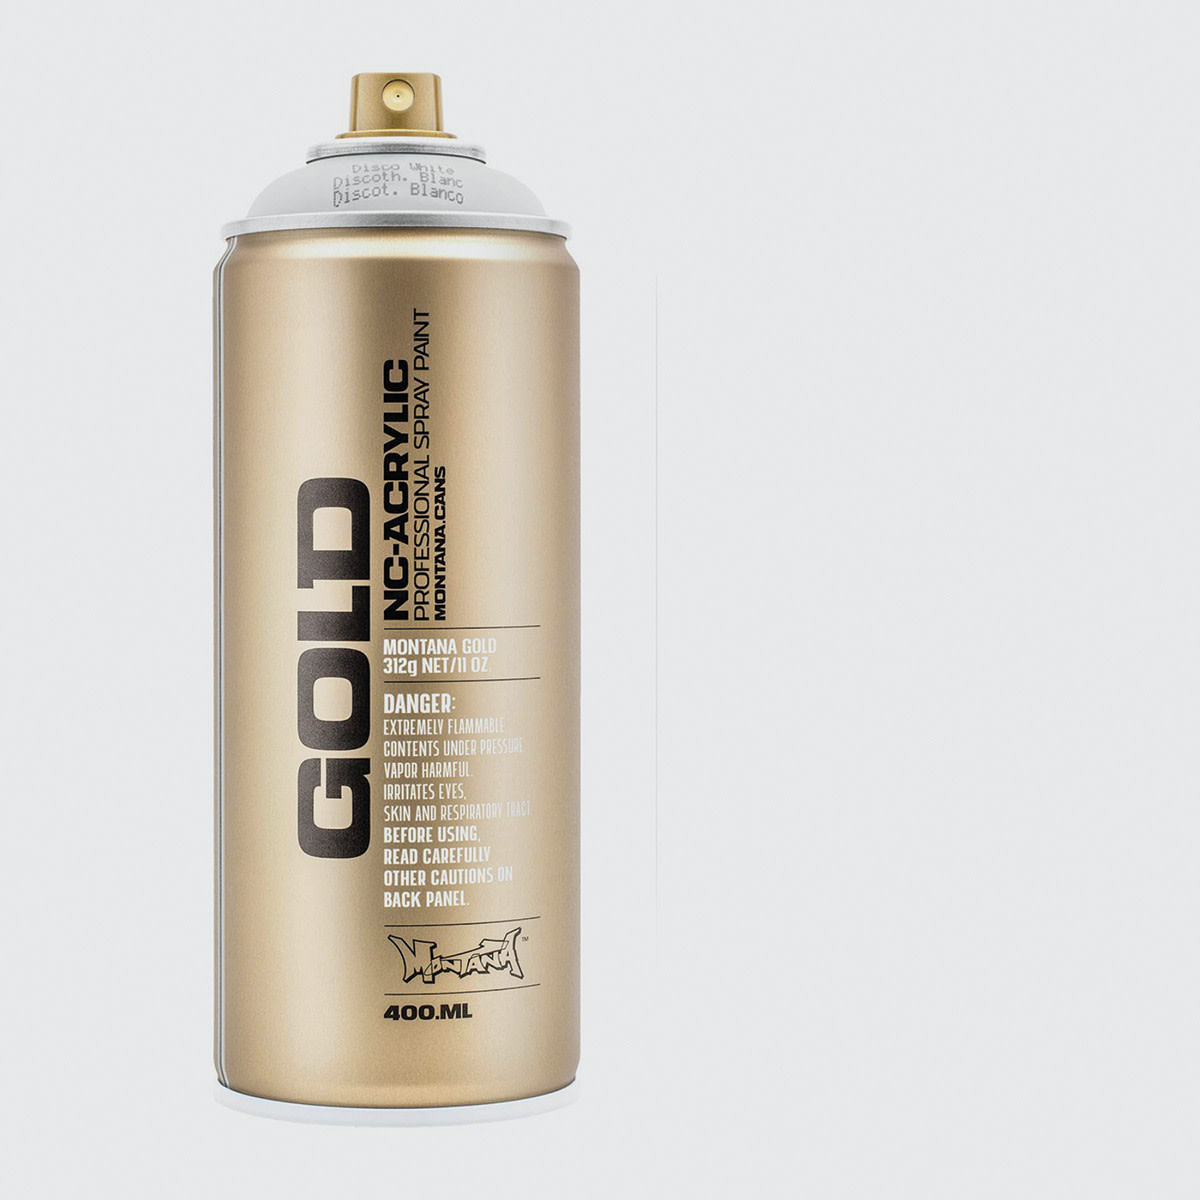 Disco White
Discoth. Blanc
Discot. Blanco
GOLD
NC-ACRYLIC
PROFESSIONAL SPRAY PAINT
MONTANA.CANS
MONTANA GOLD
312g NET/11 OZ.
DANGER:
EXTREMELY FLAMMABLE
CONTENTS UNDER PRESSURE
VAPOR HARMFUL.
IRRITATES EYES,
SKIN AND RESPIRATORY TRACT.
BEFORE USING,
READ CAREFULLY
OTHER CAUTIONS ON
BACK PANEL.
MONTANA™
400.ML